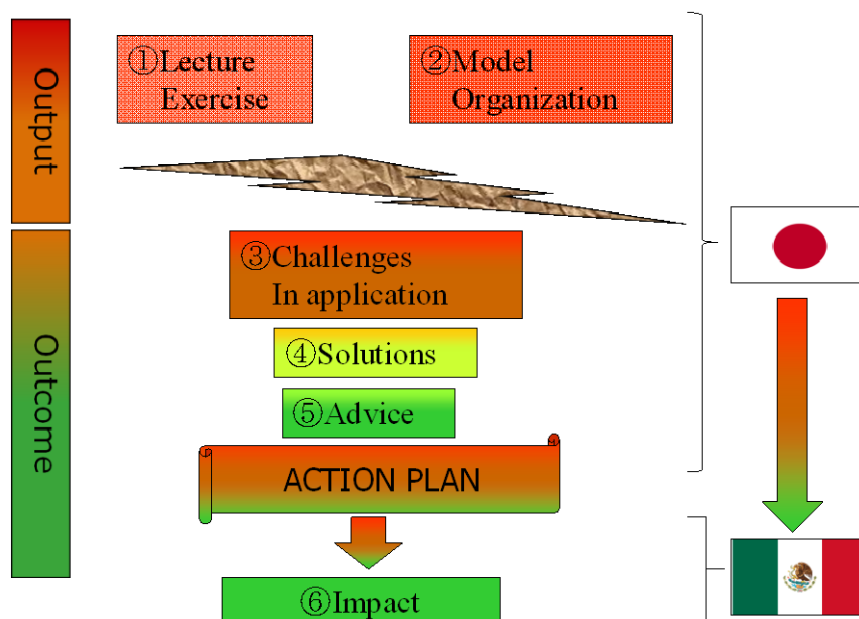 Output
①Lecture
Exercise
②Model
Organization
Outcome
③Challenges
In application
④Solutions
⑤Advice
ACTION PLAN
⑥Impact